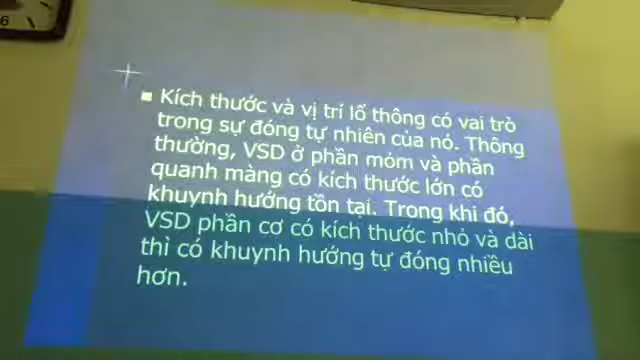 Kích thước và vị trí lỗ thông có vai trò
trong sự đóng tự nhiên của nó. Thông
thường, VSD ở phần mỏm và phần
quanh màng có kích thước lớn có
khuynh hướng tồn tại. Trong khi đó,
VSD phần cơ có kích thước nhỏ và dài
thì có khuynh hướng tự đóng nhiều
hơn.
6